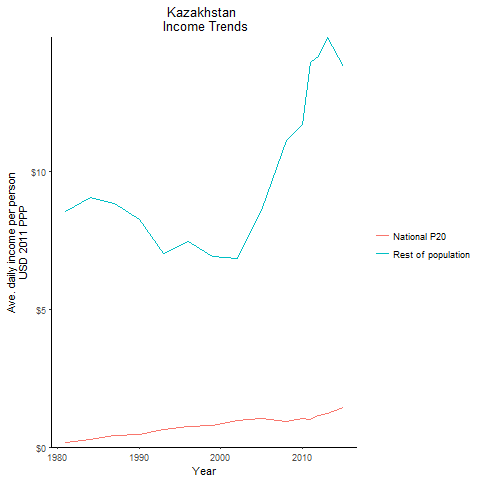 Kazakhstan
Income Trends
Ave. daily income per person
USD 2011 PPP
$10
$5
$0
1980
1990
2000
2010
Year
National P20
Rest of population